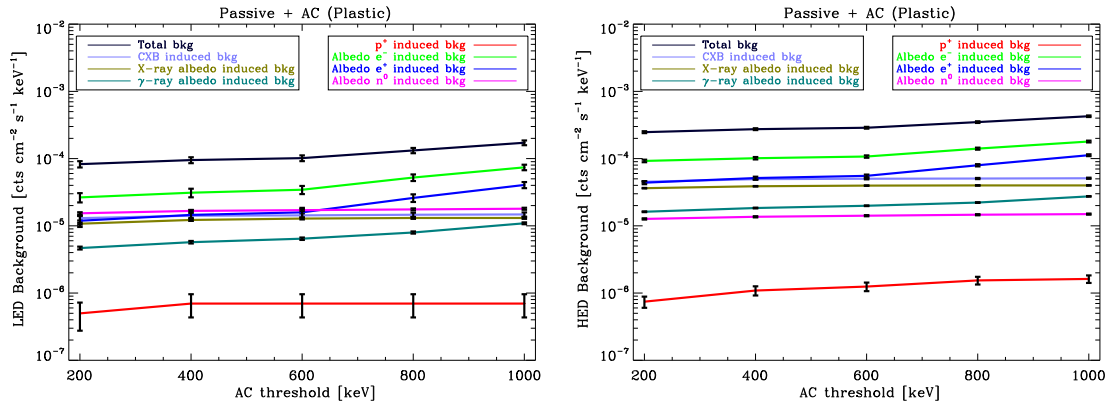 Passive + AC (Plastic)
10⁻²
10⁻³
10⁻⁴
10⁻⁵
10⁻⁶
10⁻⁷
LED Background [cts cm⁻² s⁻¹ keV⁻¹]
Total bkg
CXB induced bkg
X-ray albedo induced bkg
γ-ray albedo induced bkg
p⁺ induced bkg
Albedo e⁻ induced bkg
Albedo e⁺ induced bkg
Albedo n⁰ induced bkg
200 400 600 800 1000
AC threshold [keV]
Passive + AC (Plastic)
10⁻²
10⁻³
10⁻⁴
10⁻⁵
10⁻⁶
10⁻⁷
HED Background [cts cm⁻² s⁻¹ keV⁻¹]
Total bkg
CXB induced bkg
X-ray albedo induced bkg
γ-ray albedo induced bkg
p⁺ induced bkg
Albedo e⁻ induced bkg
Albedo e⁺ induced bkg
Albedo n⁰ induced bkg
200 400 600 800 1000
AC threshold [keV]